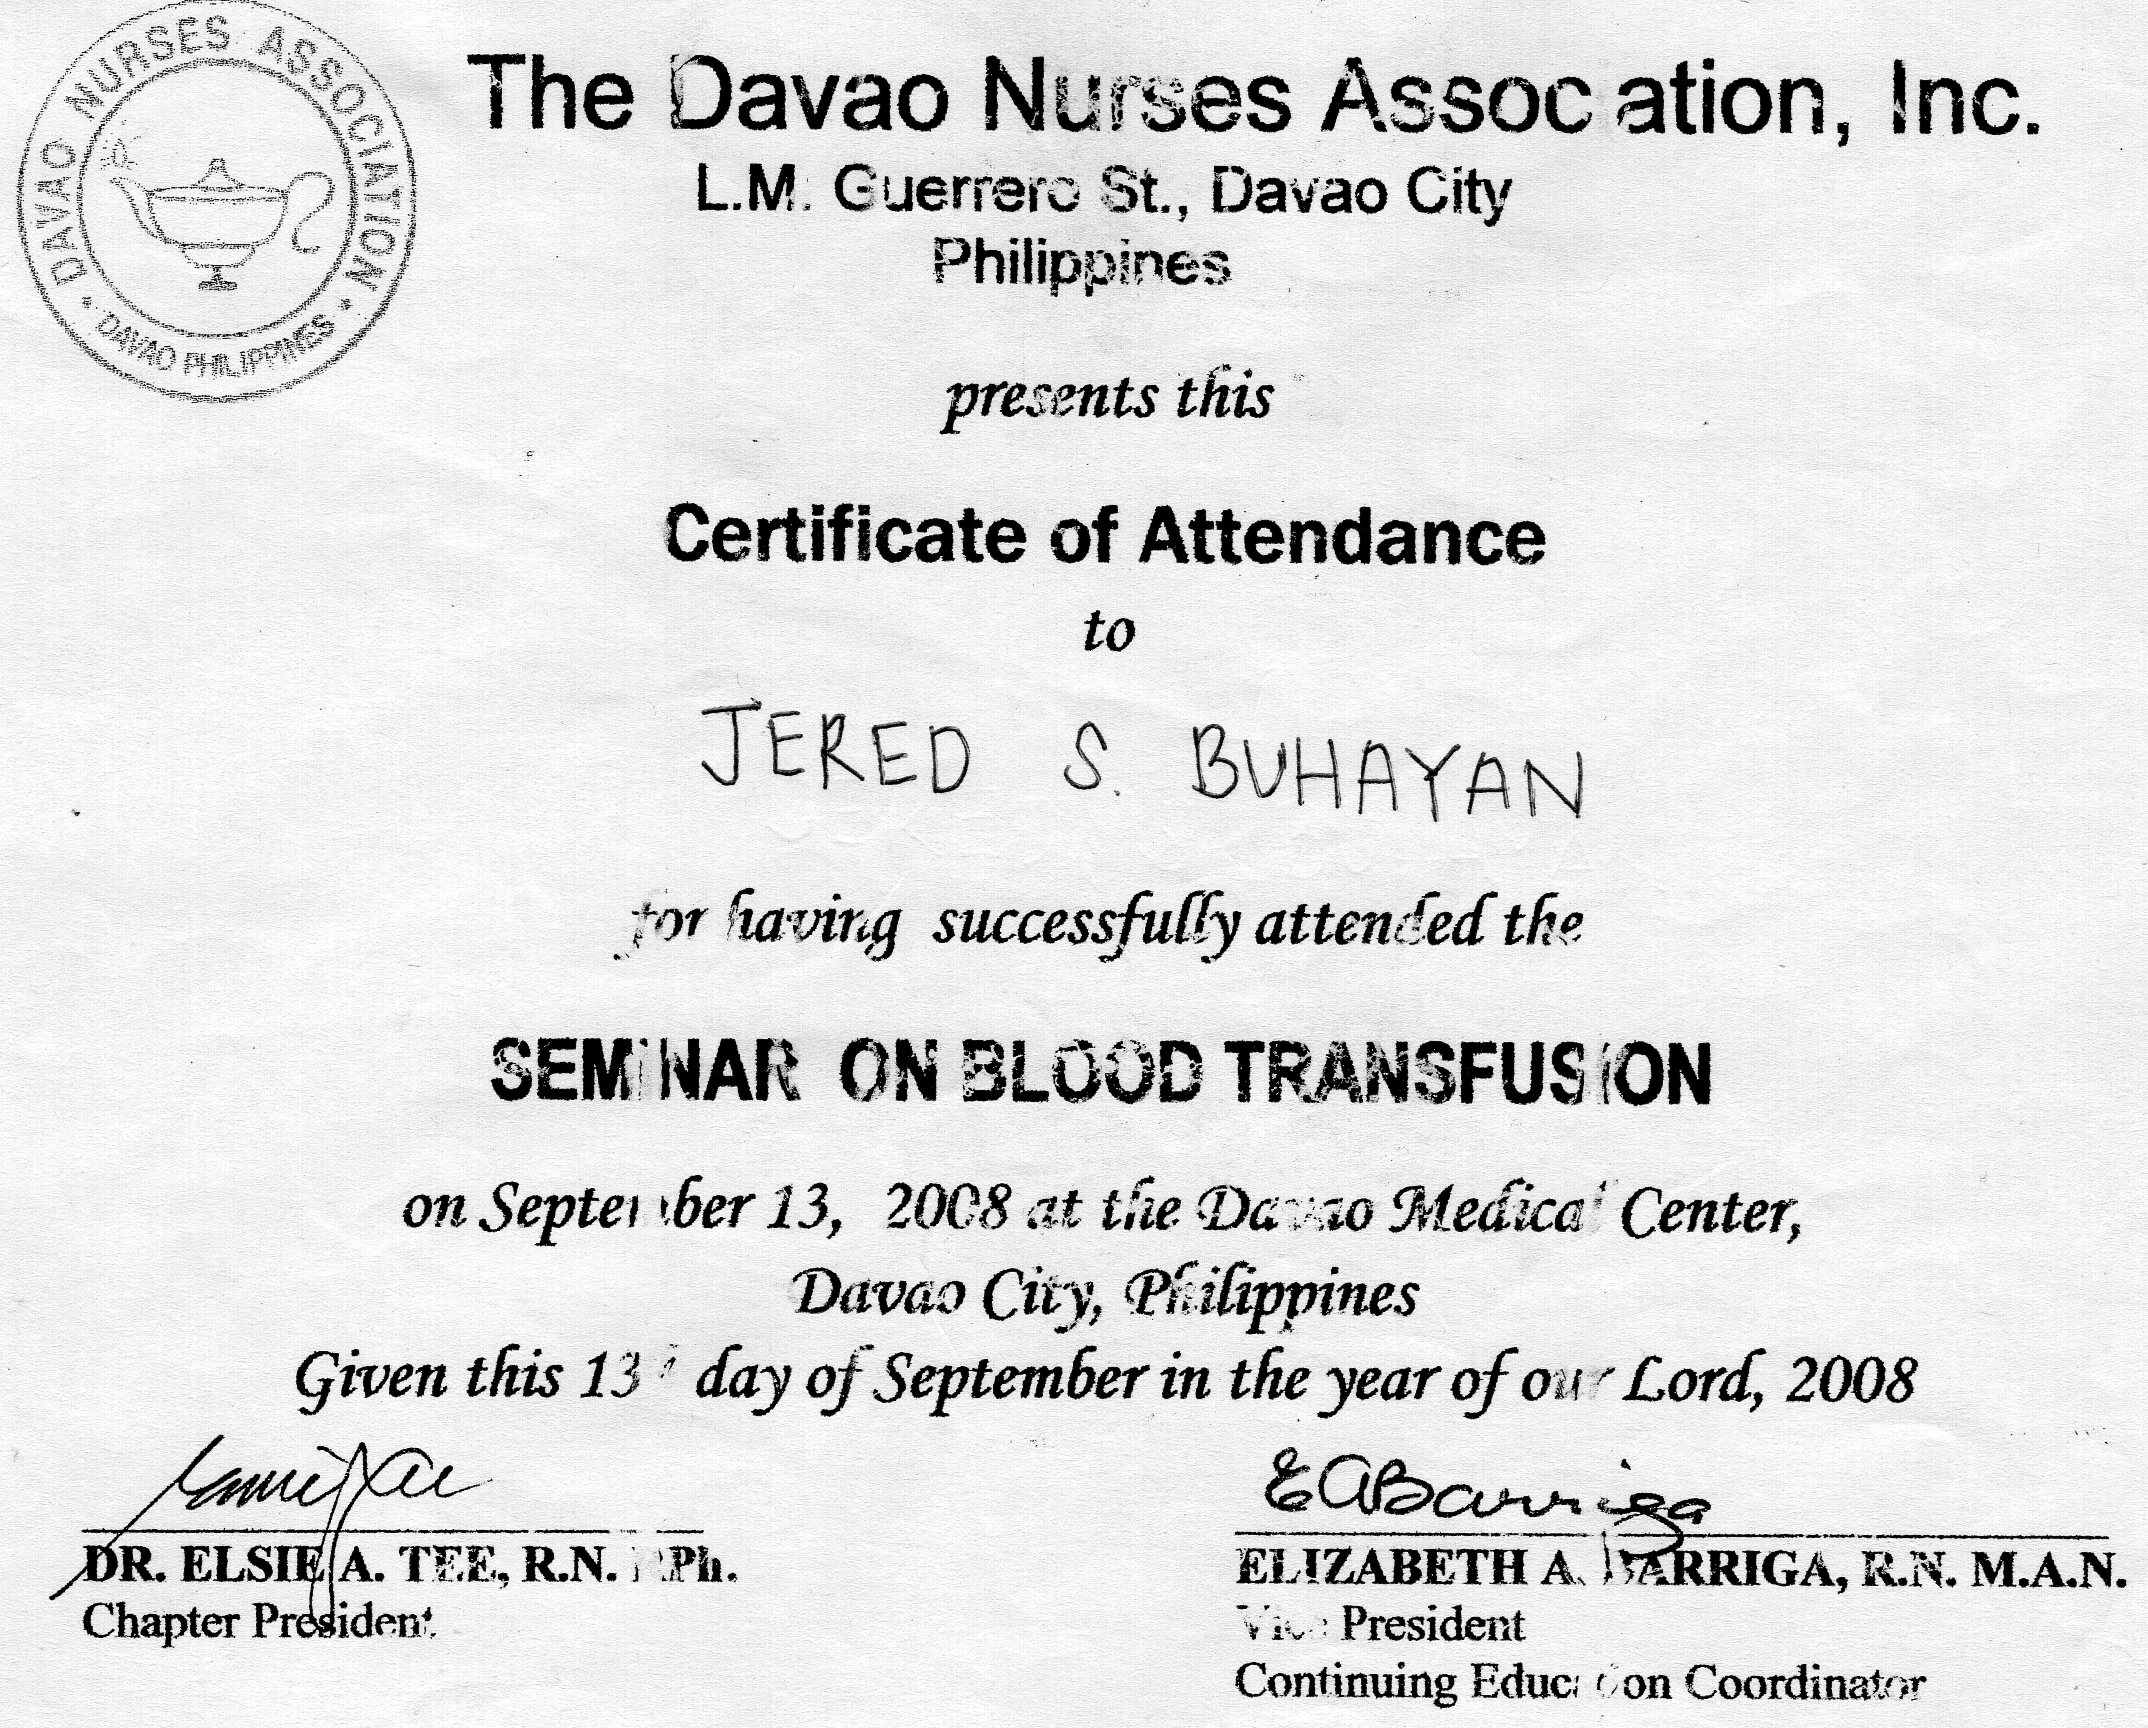 DAVAO NURSES ASSOCIATION
DAVAO PHILIPPINES
The Davao Nurses Association, Inc.
L.M. Guerrero St., Davao City
Philippines
presents this
Certificate of Attendance
to
JERED S. BUHAYAN
for having successfully attended the
SEMINAR ON BLOOD TRANSFUSION
on September 13, 2008 at the Davao Medical Center,
Davao City, Philippines
Given this 13 day of September in the year of our Lord, 2008
EABarriga
DR. ELSIE A. TEE, R.N.
Chapter President
ELIZABETH A. BARRIGA, R.N. M.A.N.
Vice President
Continuing Education Coordinator